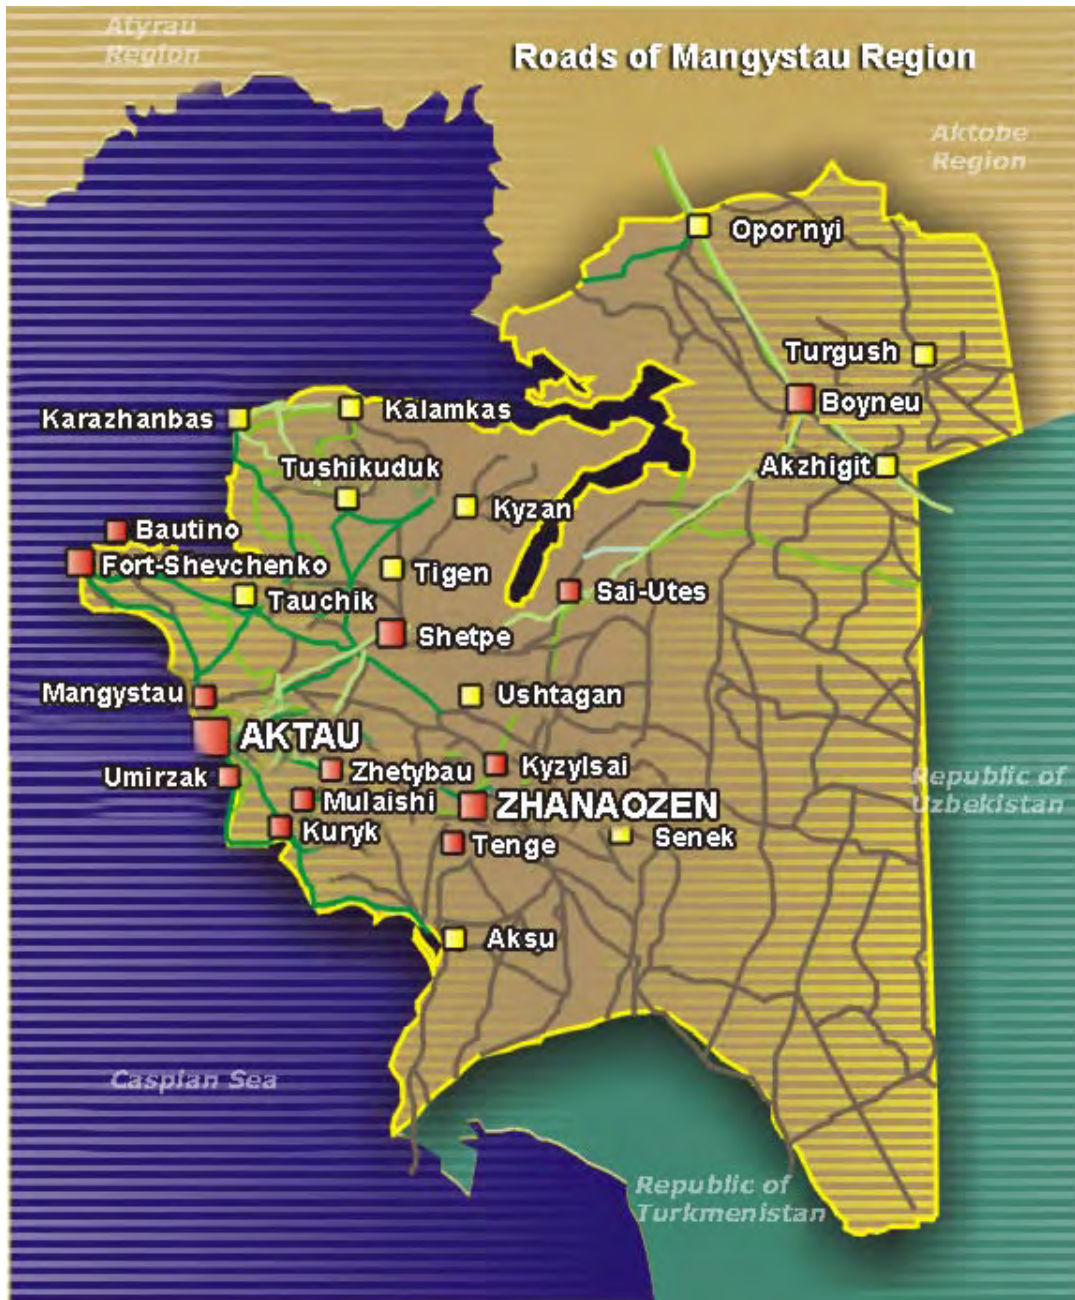 Atyrau
Region
Roads of Mangystau Region
Aktobe
Region
Opornyi
Turgush
Boyneu
Karazhanbas
Kalamkas
Akzhigit
Tushikuduk
Kyzan
Bautino
Fort-Shevchenko
Tigen
Sai-Utes
Tauchik
Shetpe
Mangystau
Ushtagan
AKTAU
Umirzak
Zhetybau
Kyzylsai
Republic of
Uzbekistan
Mulaishi
ZHANAOZEN
Kuryk
Tenge
Senek
Aksu
Caspian Sea
Republic of
Turkmenistan